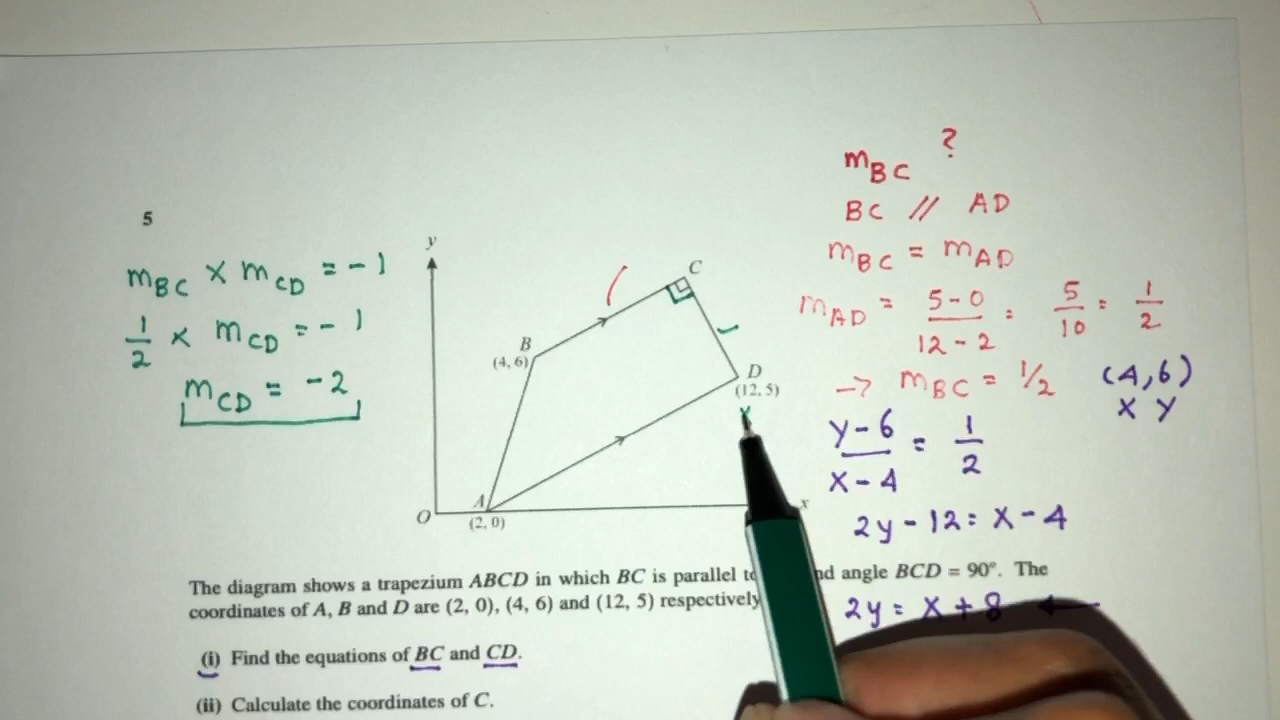 5
m_BC × m_CD = -1
1/2 × m_CD = -1
m_CD = -2
y
C
B
(4, 6)
D
(12, 5)
x
A
O
(2, 0)
x
m_BC ?
BC // AD
m_BC = m_AD
m_AD = 5-0/12-2 = 5/10 = 1/2
→ m_BC = 1/2 (4,6)
x y
y-6/x-4 = 1/2
2y-12 = x-4
2y = x+8 ←
The diagram shows a trapezium ABCD in which BC is parallel and angle BCD = 90°. The
coordinates of A, B and D are (2, 0), (4, 6) and (12, 5) respectively
(i) Find the equations of BC and CD.
(ii) Calculate the coordinates of C.